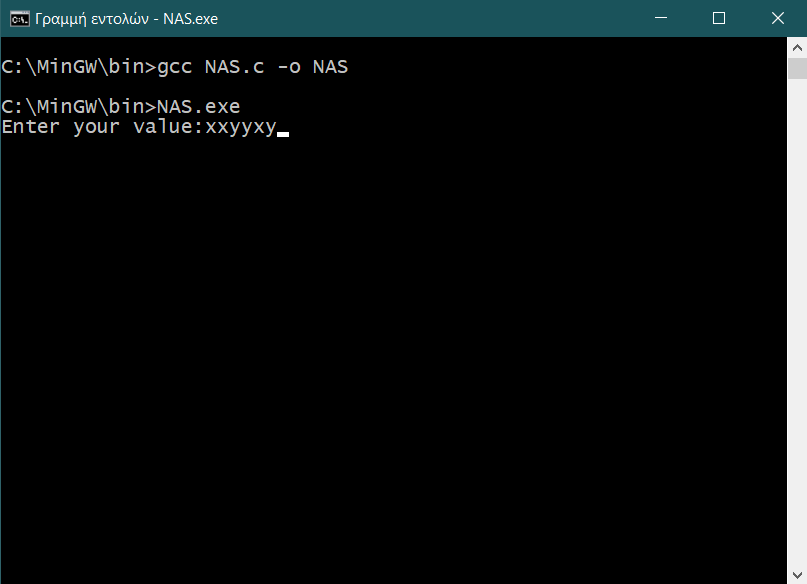 Γραμμή εντολών - NAS.exe
C:\MinGW\bin>gcc NAS.c -o NAS
C:\MinGW\bin>NAS.exe
Enter your value:xxyyxy